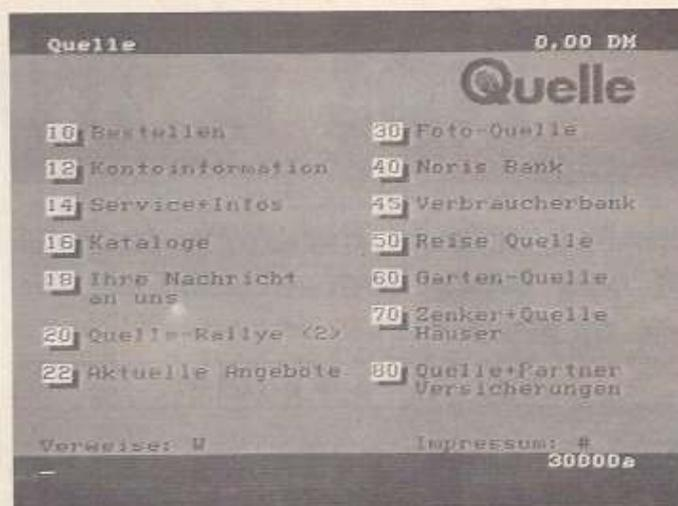 Quelle 0,00 DM
Quelle
10 Bestellen
12 Kontoinformation
14 Service+Infos
16 Kataloge
18 Ihre Nachricht
an uns
20 Quelle-Rallye <2>
22 Aktuelle Angebote
30 Foto-Quelle
40 Noris Bank
45 Verbraucherbank
50 Reise Quelle
60 Garten-Quelle
70 Zenker+Quelle
Häuser
80 Quelle+Partner
Versicherungen
Verweise: W Impressum: #
30000a